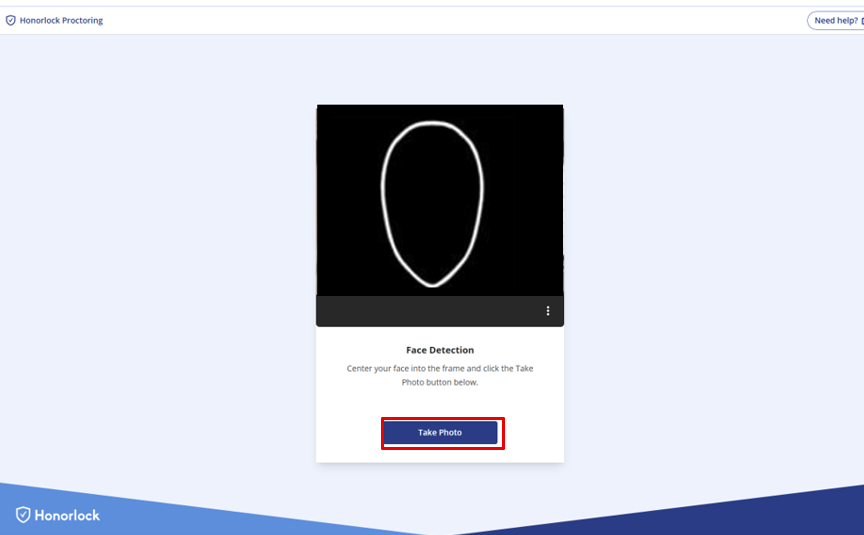 Honorlock Proctoring
Need help?
Face Detection
Center your face into the frame and click the Take
Photo button below.
Take Photo
Honorlock